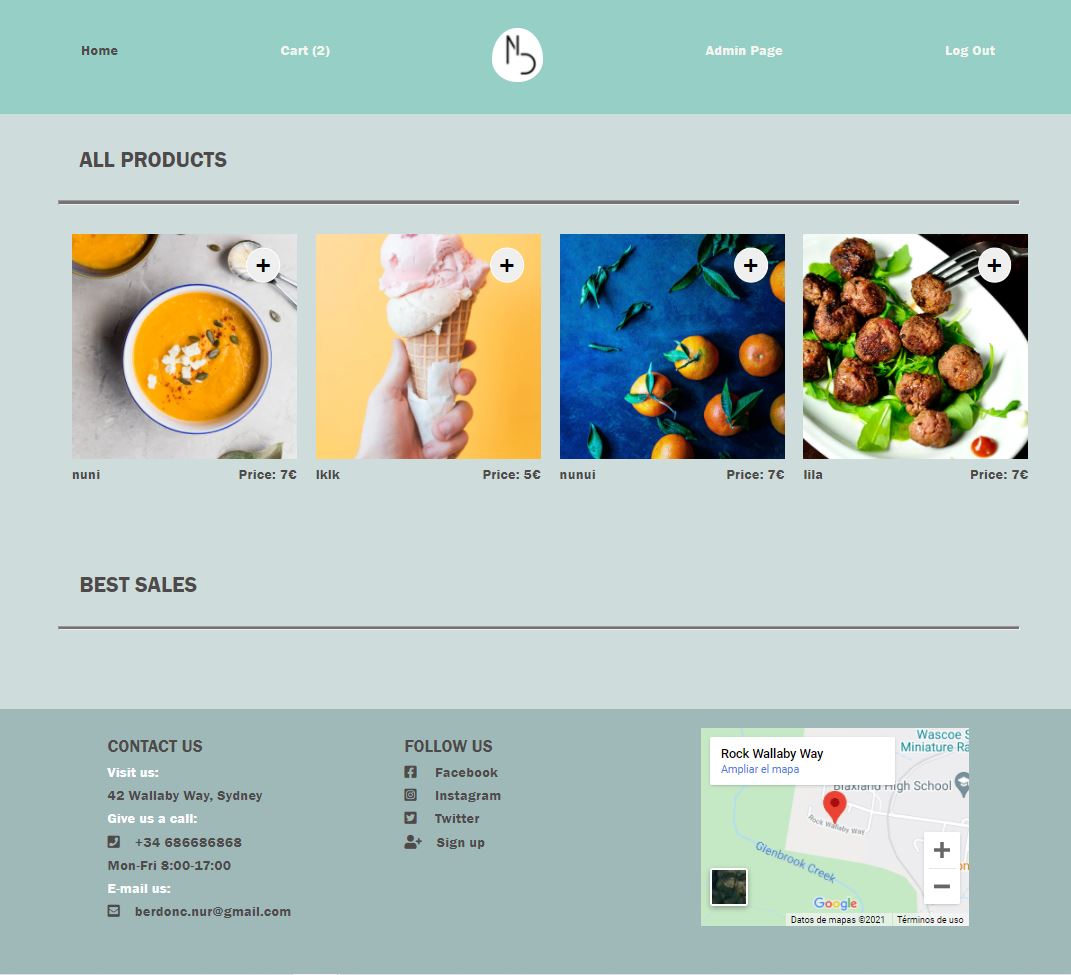 Home
Cart (2)
ND
Admin Page
Log Out
ALL PRODUCTS
+ + + +
nuni Price: 7€
lklk Price: 5€
nunui Price: 7€
lila Price: 7€
BEST SALES
CONTACT US
Visit us:
42 Wallaby Way, Sydney
Give us a call:
+34 686686868
Mon-Fri 8:00-17:00
E-mail us:
berdonc.nur@gmail.com
FOLLOW US
Facebook
Instagram
Twitter
Sign up
Wascoe S
Miniature Ra
Rock Wallaby Way
Ampliar el mapa
Blaxland High School
Rock Wallaby Way
Glenbrook Creek
+
on
−
Google
Datos de mapas ©2021
Términos de uso